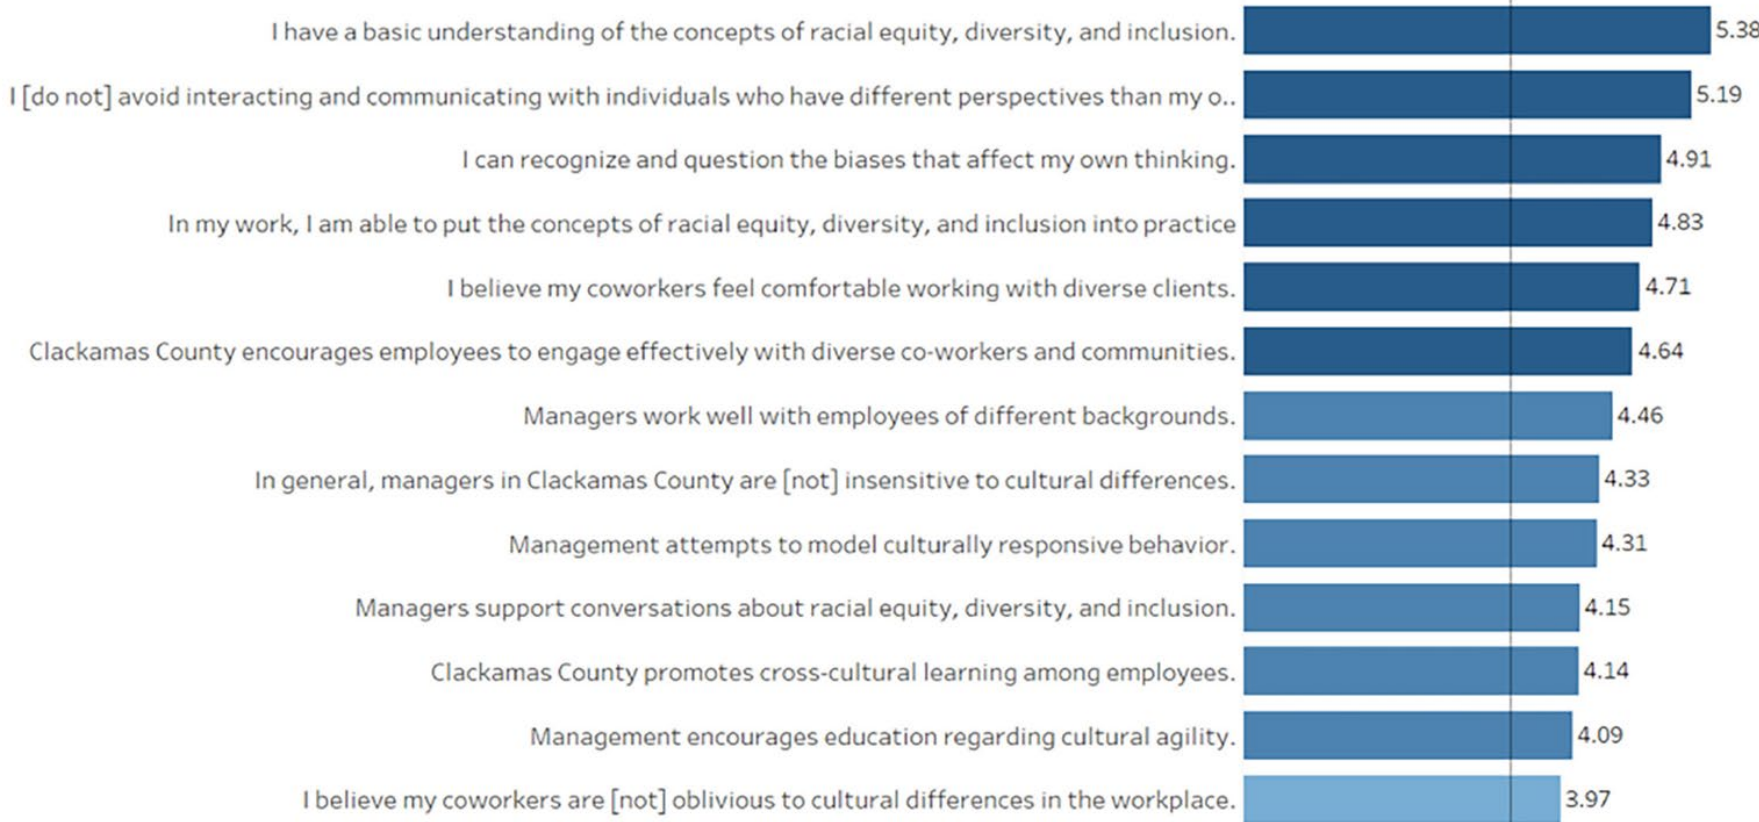 I have a basic understanding of the concepts of racial equity, diversity, and inclusion. 5.38
I [do not] avoid interacting and communicating with individuals who have different perspectives than my o.. 5.19
I can recognize and question the biases that affect my own thinking. 4.91
In my work, I am able to put the concepts of racial equity, diversity, and inclusion into practice 4.83
I believe my coworkers feel comfortable working with diverse clients. 4.71
Clackamas County encourages employees to engage effectively with diverse co-workers and communities. 4.64
Managers work well with employees of different backgrounds. 4.46
In general, managers in Clackamas County are [not] insensitive to cultural differences. 4.33
Management attempts to model culturally responsive behavior. 4.31
Managers support conversations about racial equity, diversity, and inclusion. 4.15
Clackamas County promotes cross-cultural learning among employees. 4.14
Management encourages education regarding cultural agility. 4.09
I believe my coworkers are [not] oblivious to cultural differences in the workplace. 3.97